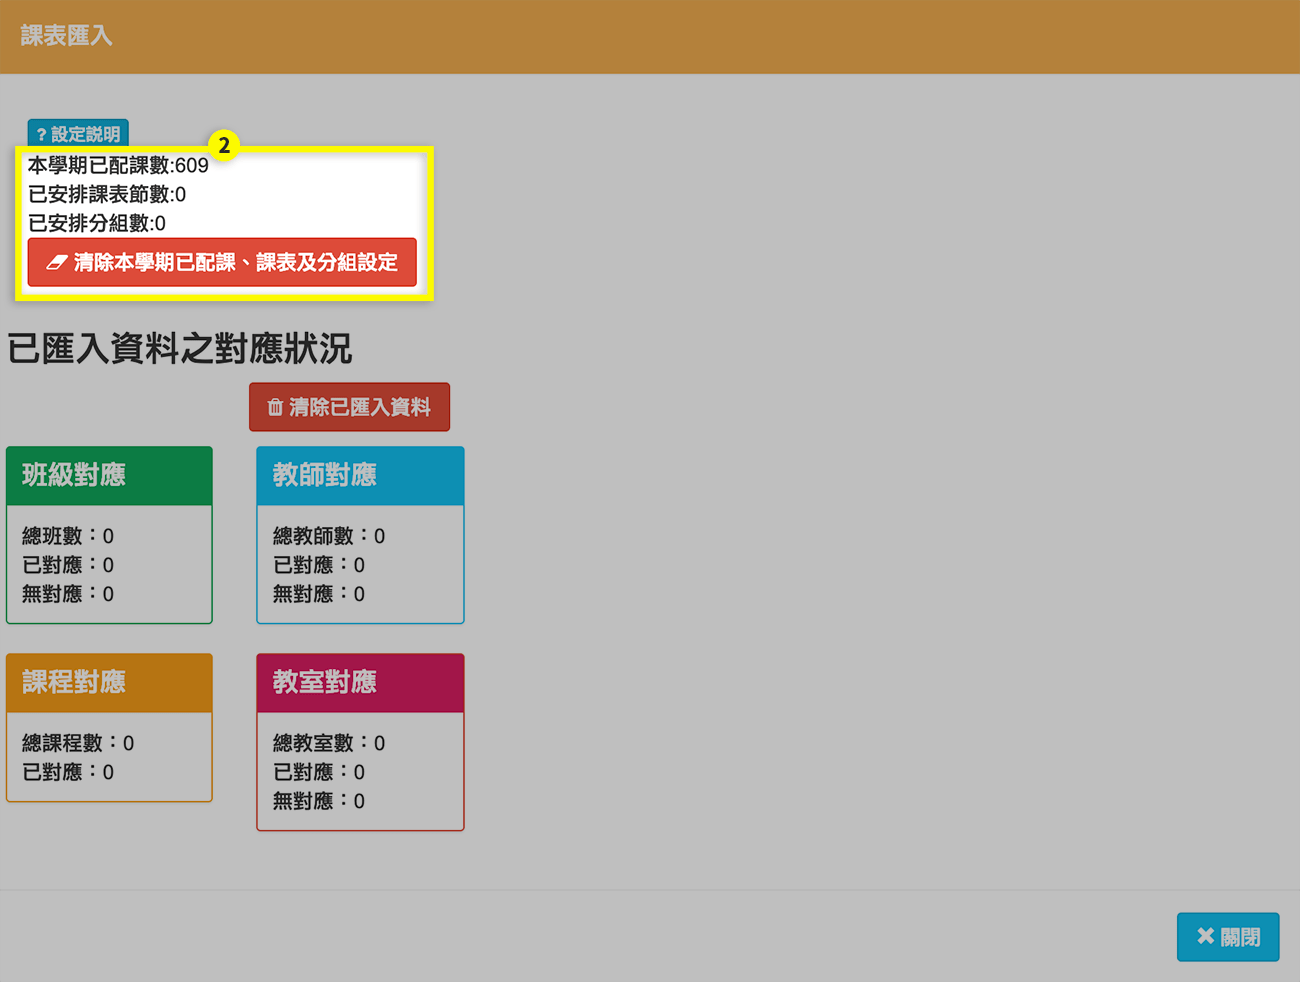 課表匯入
? 設定説明
2
本學期已配課數:609
已安排課表節數:0
已安排分組數:0
清除本學期已配課、課表及分組設定
已匯入資料之對應狀況
清除已匯入資料
班級對應
總班數：0
已對應：0
無對應：0
教師對應
總教師數：0
已對應：0
無對應：0
課程對應
總課程數：0
已對應：0
教室對應
總教室數：0
已對應：0
無對應：0
關閉